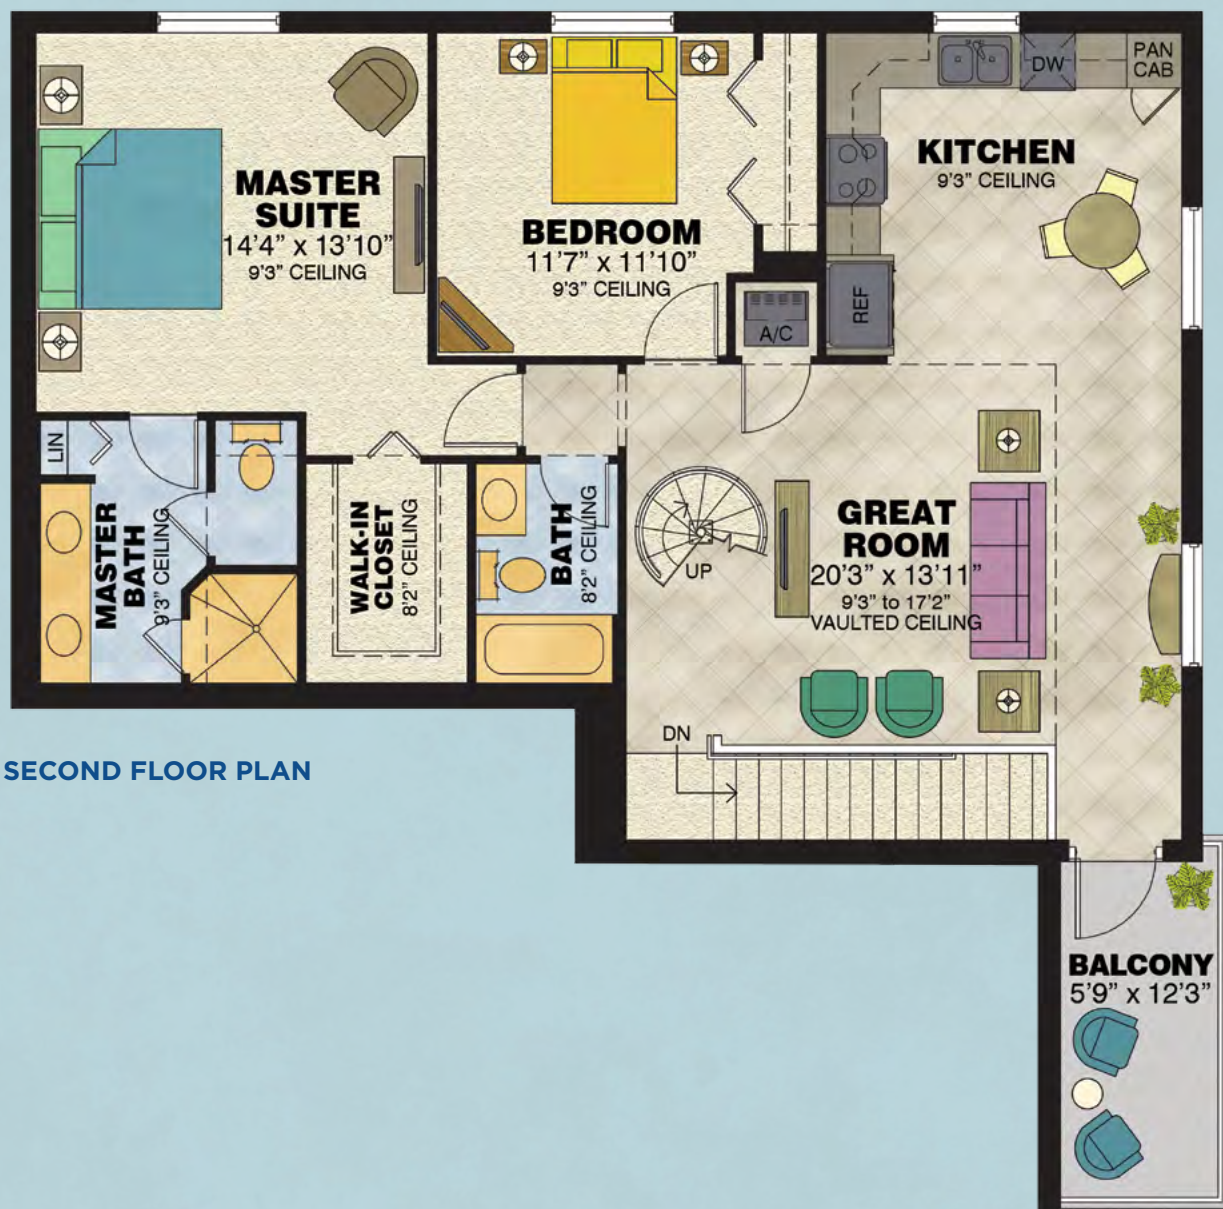 MASTER
SUITE
14'4" x 13'10"
9'3" CEILING
BEDROOM
11'7" x 11'10"
9'3" CEILING
DW
PAN
CAB
KITCHEN
9'3" CEILING
REF
A/C
LIN
MASTER
BATH
9'3" CEILING
WALK-IN
CLOSET
8'2" CEILING
BATH
8'2" CEILING
UP
GREAT
ROOM
20'3" x 13'11"
9'3" to 17'2"
VAULTED CEILING
DN
SECOND FLOOR PLAN
BALCONY
5'9" x 12'3"